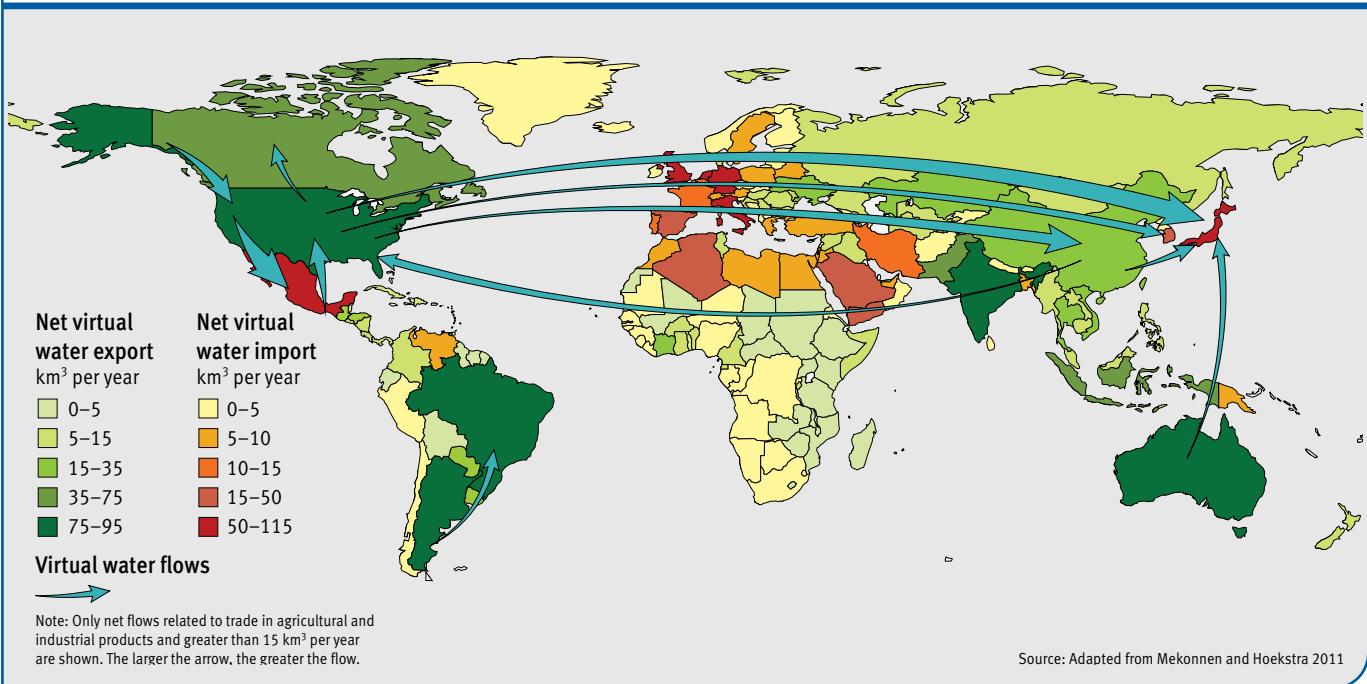 Net virtual
water export
km³ per year
0–5
5–15
15–35
35–75
75–95
Net virtual
water import
km³ per year
0–5
5–10
10–15
15–50
50–115
Virtual water flows
Note: Only net flows related to trade in agricultural and
industrial products and greater than 15 km³ per year
are shown. The larger the arrow, the greater the flow.
Source: Adapted from Mekonnen and Hoekstra 2011